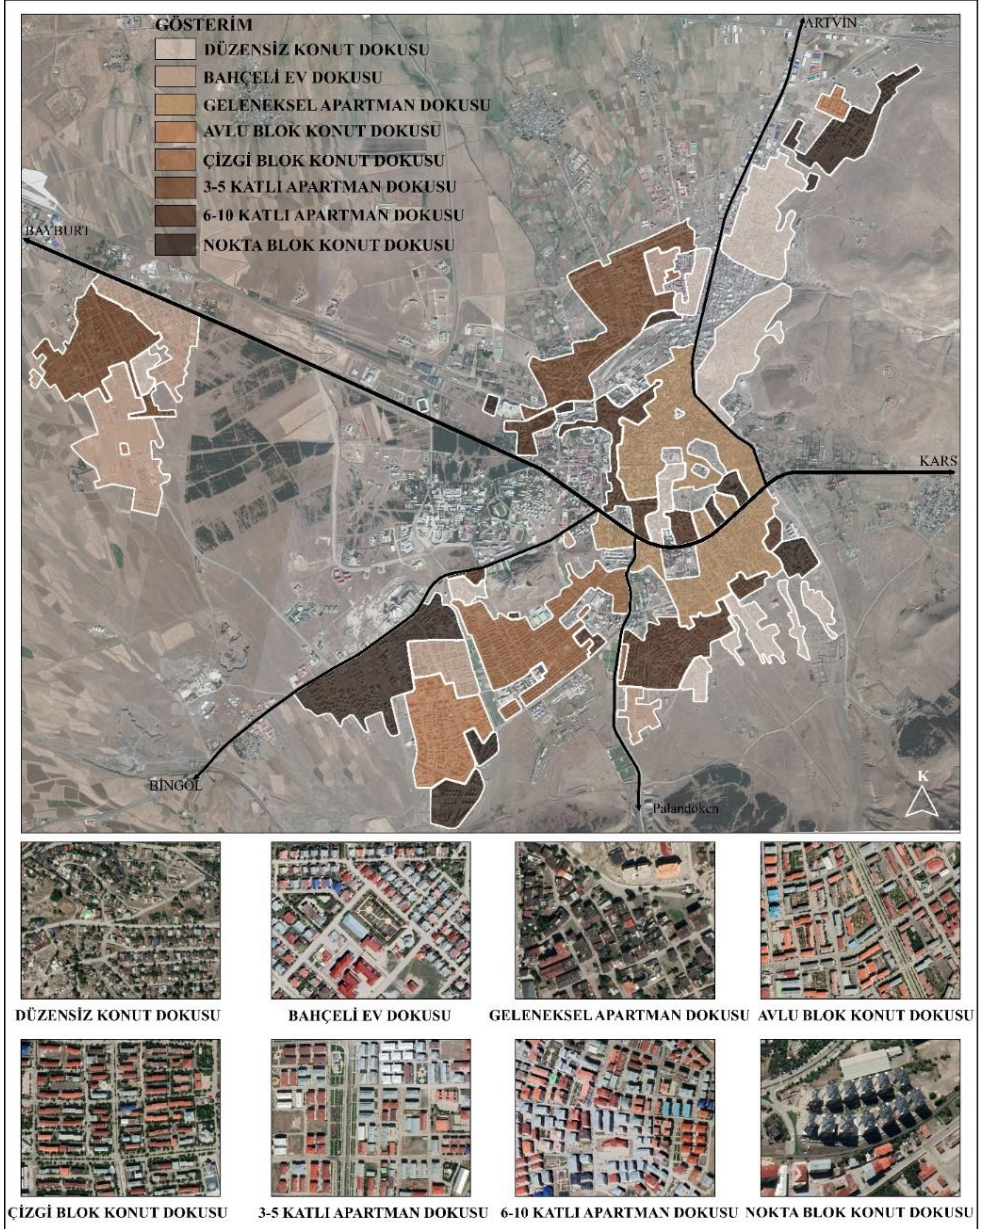 GÖSTERİM
DÜZENSİZ KONUT DOKUSU
BAHÇELİ EV DOKUSU
GELENEKSEL APARTMAN DOKUSU
AVLU BLOK KONUT DOKUSU
ÇİZGİ BLOK KONUT DOKUSU
3-5 KATLI APARTMAN DOKUSU
6-10 KATLI APARTMAN DOKUSU
NOKTA BLOK KONUT DOKUSU
ARTVİN
BAYBURT
KARS
BİNGÖL
Palandöken
K
DÜZENSİZ KONUT DOKUSU
BAHÇELİ EV DOKUSU
GELENEKSEL APARTMAN DOKUSU
AVLU BLOK KONUT DOKUSU
ÇİZGİ BLOK KONUT DOKUSU
3-5 KATLI APARTMAN DOKUSU
6-10 KATLI APARTMAN DOKUSU
NOKTA BLOK KONUT DOKUSU